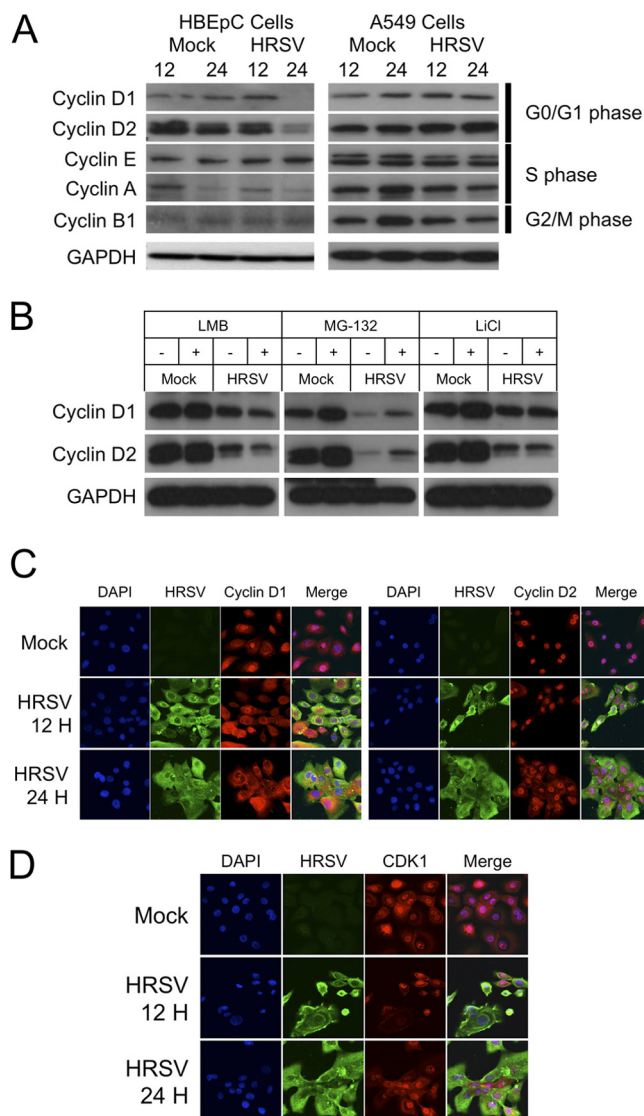 A
HBEpC Cells A549 Cells
Mock HRSV Mock HRSV
12 24 12 24 12 24 12 24
Cyclin D1
Cyclin D2
G0/G1 phase
Cyclin E
Cyclin A
S phase
Cyclin B1
G2/M phase
GAPDH
B
LMB MG-132 LiCl
- + - + - + - + - + - +
Mock HRSV Mock HRSV Mock HRSV
Cyclin D1
Cyclin D2
GAPDH
C
DAPI HRSV Cyclin D1 Merge DAPI HRSV Cyclin D2 Merge
Mock
HRSV
12 H
HRSV
24 H
D
DAPI HRSV CDK1 Merge
Mock
HRSV
12 H
HRSV
24 H